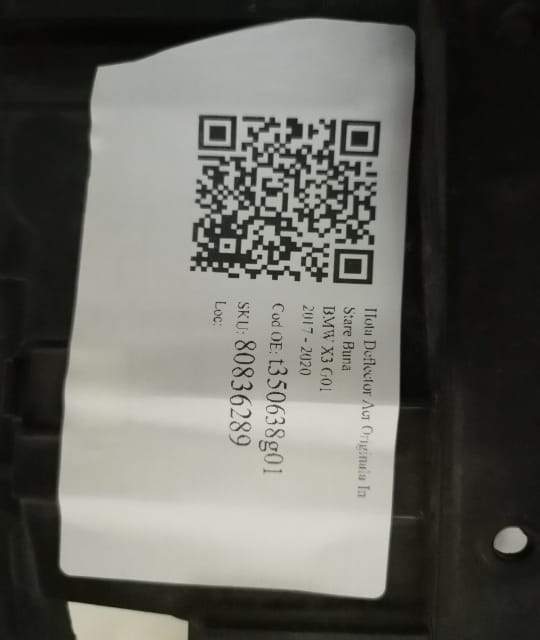 Deflector Aer Originala In
Stare Buna
BMW X3 G01
2017 - 2020
Cod OE: t350638g01
SKU: 80836289
Loc: